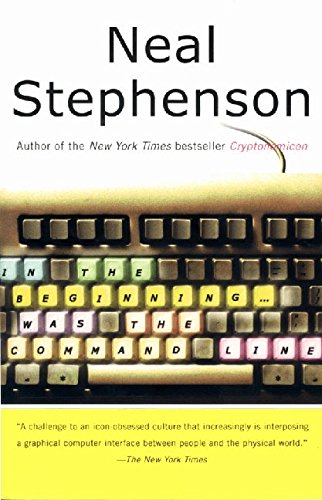 Neal
Stephenson
Author of the New York Times bestseller Cryptonomicon
IN THE
BEGINNING...
WAS THE
COMMAND LINE
"A challenge to an icon-obsessed culture that increasingly is interposing
a graphical computer interface between people and the physical world."
—The New York Times